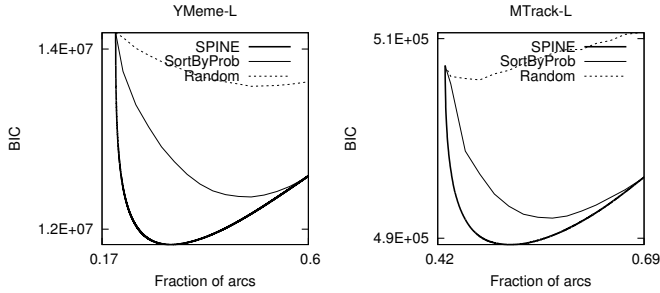 YMeme-L
1.4E+07
1.2E+07
BIC
SPINE
SortByProb
Random
0.17
0.6
Fraction of arcs
MTrack-L
5.1E+05
4.9E+05
BIC
SPINE
SortByProb
Random
0.42
0.69
Fraction of arcs